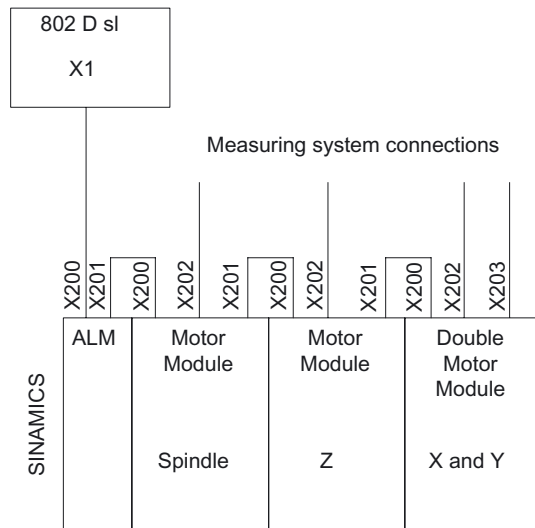 802 D sl
X1
Measuring system connections
X200
X201
X200
X202
X201
X200
X202
X201
X200
X202
X203
SINAMICS
ALM
Motor
Module
Motor
Module
Double
Motor
Module
Spindle
Z
X and Y